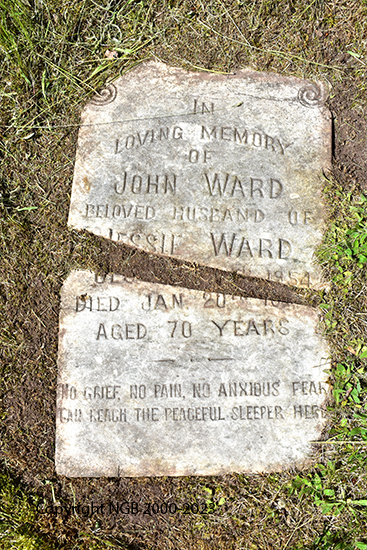 IN
LOVING MEMORY
OF
JOHN WARD
BELOVED HUSBAND OF
JESSIE WARD
1854
DIED JAN 20TH
AGED 70 YEARS
NO GRIEF, NO PAIN, NO ANXIOUS FEAR
CAN REACH THE PEACEFUL SLEEPER HERE
Copyright NGB 2000-2023